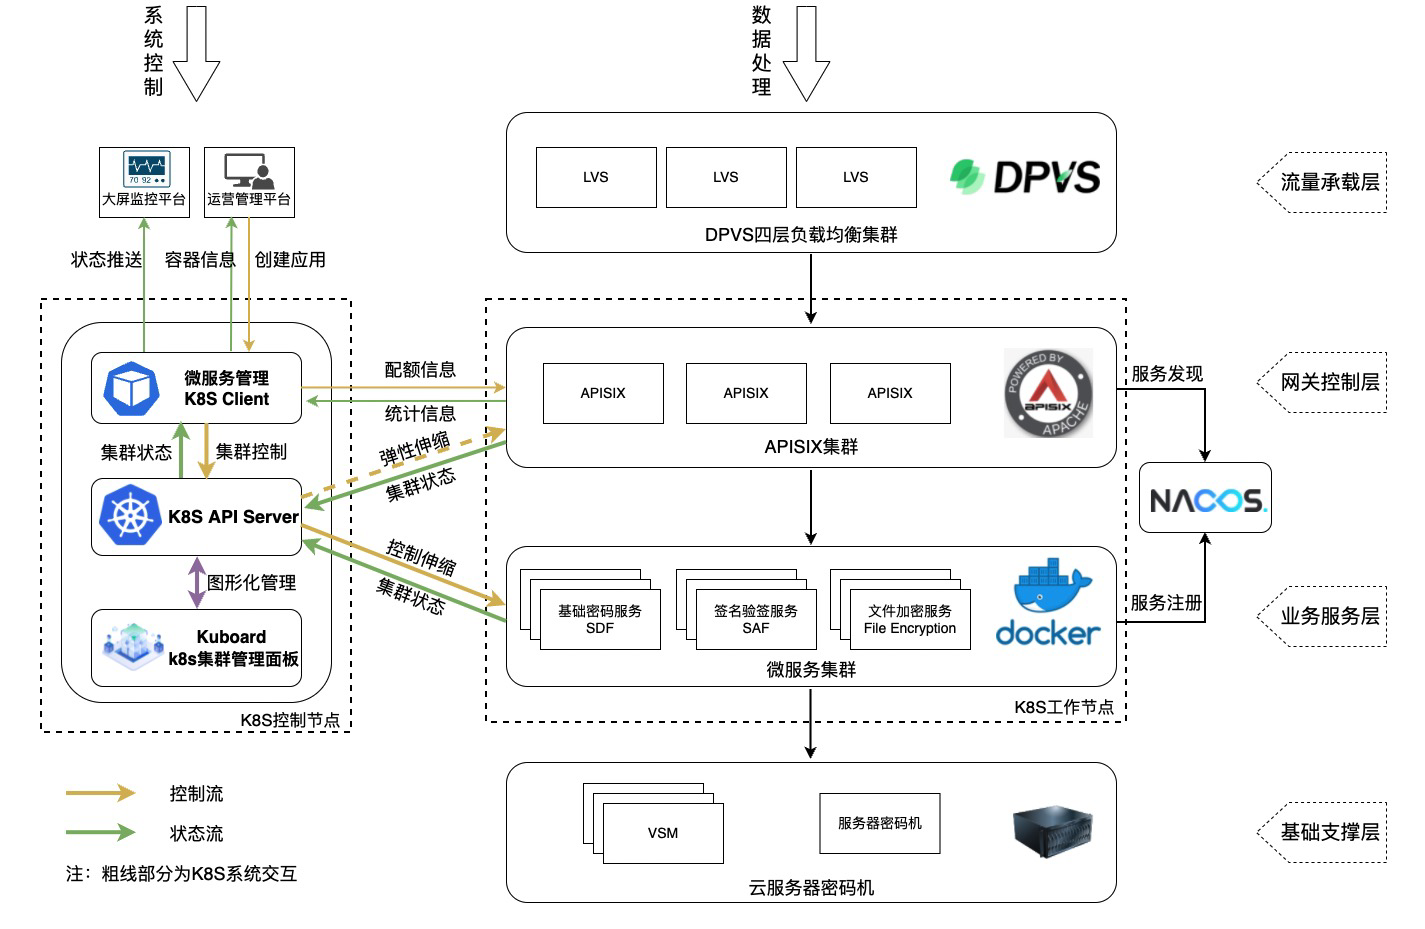 系统控制
数据处理
70 92
大屏监控平台
运营管理平台
LVS
LVS
LVS
DPVS
DPVS四层负载均衡集群
流量承载层
状态推送
容器信息
创建应用
微服务管理
K8S Client
配额信息
统计信息
APISIX
APISIX
APISIX
POWERED BY
APISIX
APACHE
APISIX集群
服务发现
网关控制层
集群状态
集群控制
弹性伸缩
集群状态
K8S API Server
NACOS.
控制伸缩
集群状态
图形化管理
Kuboard
k8s集群管理面板
K8S控制节点
基础密码服务
SDF
签名验签服务
SAF
文件加密服务
File Encryption
docker
微服务集群
服务注册
业务服务层
K8S工作节点
控制流
状态流
注：粗线部分为K8S系统交互
VSM
服务器密码机
云服务器密码机
基础支撑层